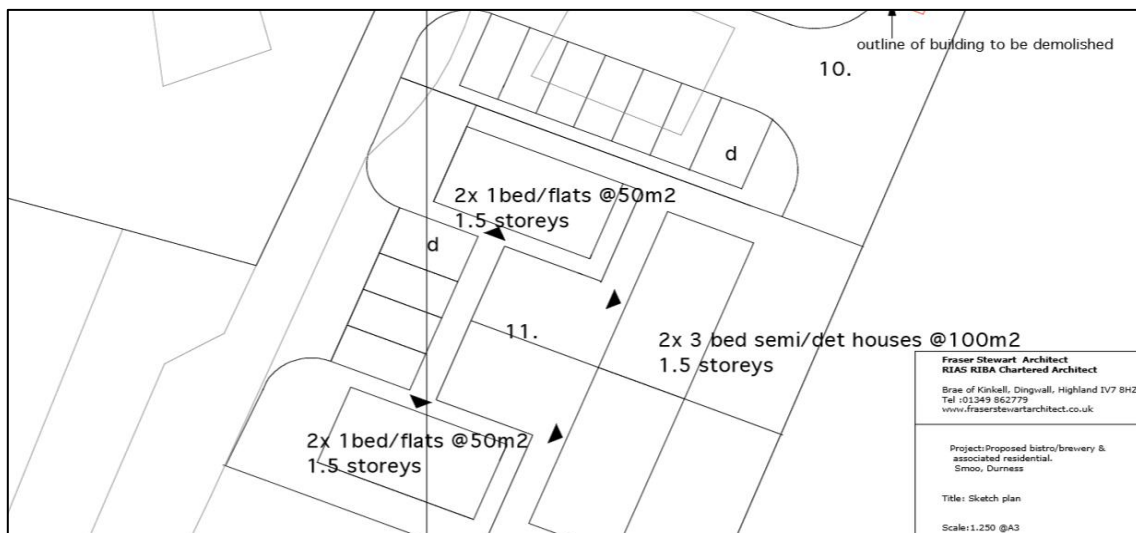 outline of building to be demolished
10.
d
2x 1bed/flats @50m2
1.5 storeys
d
11.
2x 3 bed semi/det houses @100m2
1.5 storeys
2x 1bed/flats @50m2
1.5 storeys
Fraser Stewart Architect
RIAS RIBA Chartered Architect
Brae of Kinkell, Dingwall, Highland IV7 8HZ
Tel :01349 862779
www.fraserstewartarchitect.co.uk
Project:Proposed bistro/brewery &
associated residential.
Smoo, Durness
Title: Sketch plan
Scale:1.250 @A3